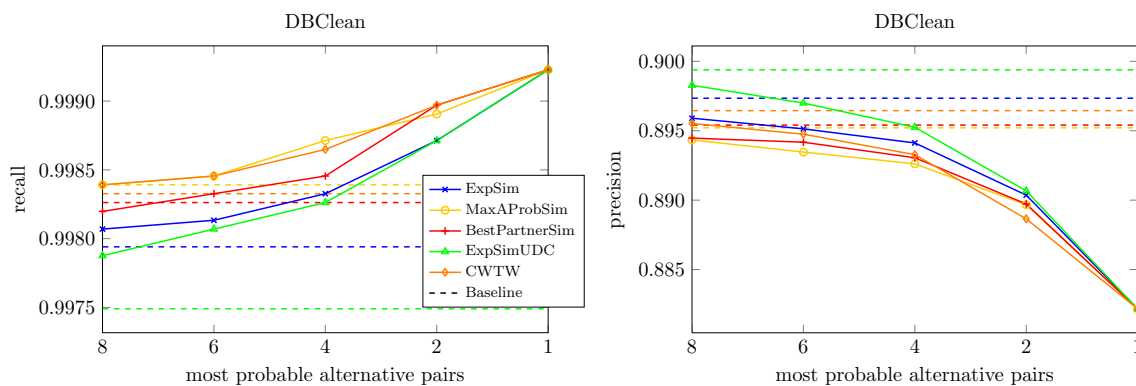 DBClean
recall
0.9990
0.9985
0.9980
0.9975
8 6 4 2 1
most probable alternative pairs
ExpSim
MaxAProbSim
BestPartnerSim
ExpSimUDC
CWTW
Baseline
DBClean
precision
0.900
0.895
0.890
0.885
8 6 4 2 1
most probable alternative pairs